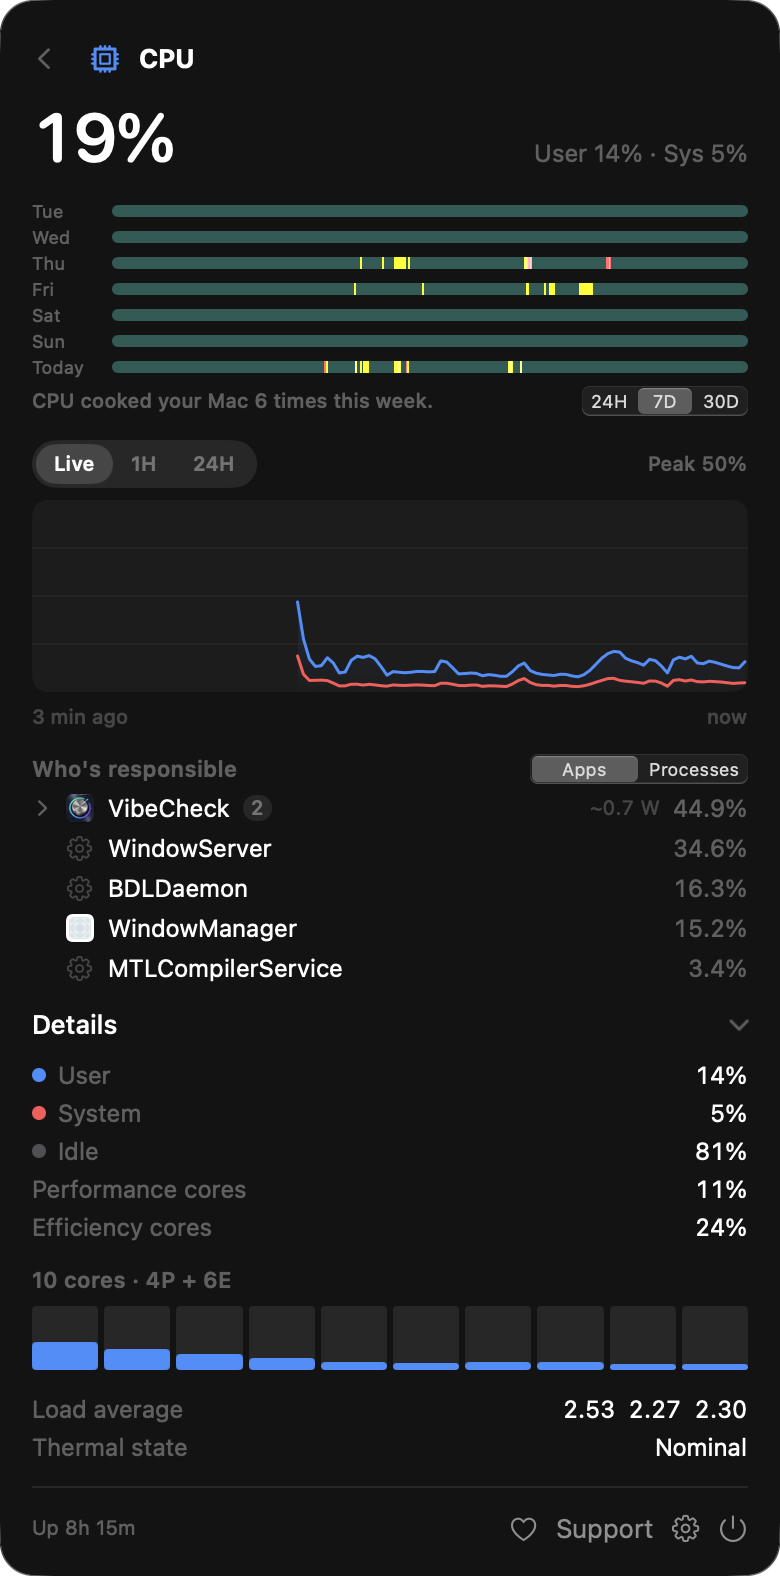 CPU
19%
User 14% · Sys 5%
Tue
Wed
Thu
Fri
Sat
Sun
Today
CPU cooked your Mac 6 times this week.
24H 7D 30D
Live 1H 24H
Peak 50%
3 min ago
now
Who's responsible
Apps Processes
VibeCheck 2 ~0.7 W 44.9%
WindowServer 34.6%
BDLDaemon 16.3%
WindowManager 15.2%
MTLCompilerService 3.4%
Details
User 14%
System 5%
Idle 81%
Performance cores 11%
Efficiency cores 24%
10 cores · 4P + 6E
Load average 2.53 2.27 2.30
Thermal state Nominal
Up 8h 15m
Support